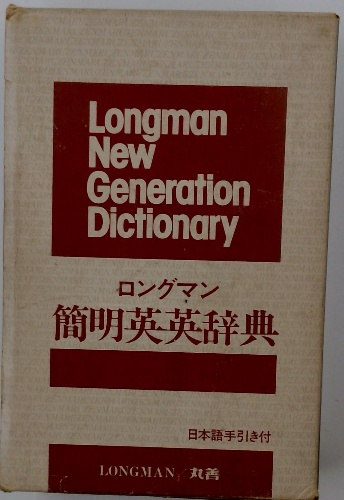 Longman
New
Generation
Dictionary
ロングマン
簡明英英辞典
日本語手引き付
LONGMAN 丸善